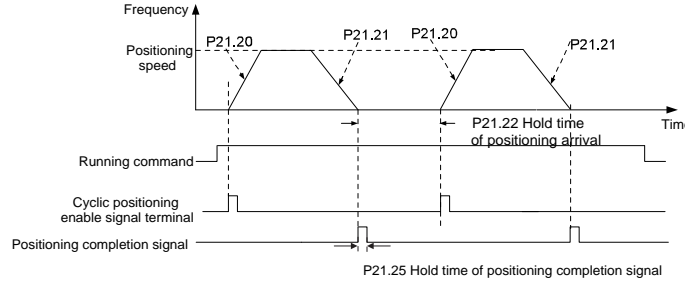 Frequency
P21.20
P21.21
P21.20
P21.21
Positioning
speed
P21.22 Hold time
of positioning arrival
Time
Running command
Cyclic positioning
enable signal terminal
Positioning completion signal
P21.25 Hold time of positioning completion signal